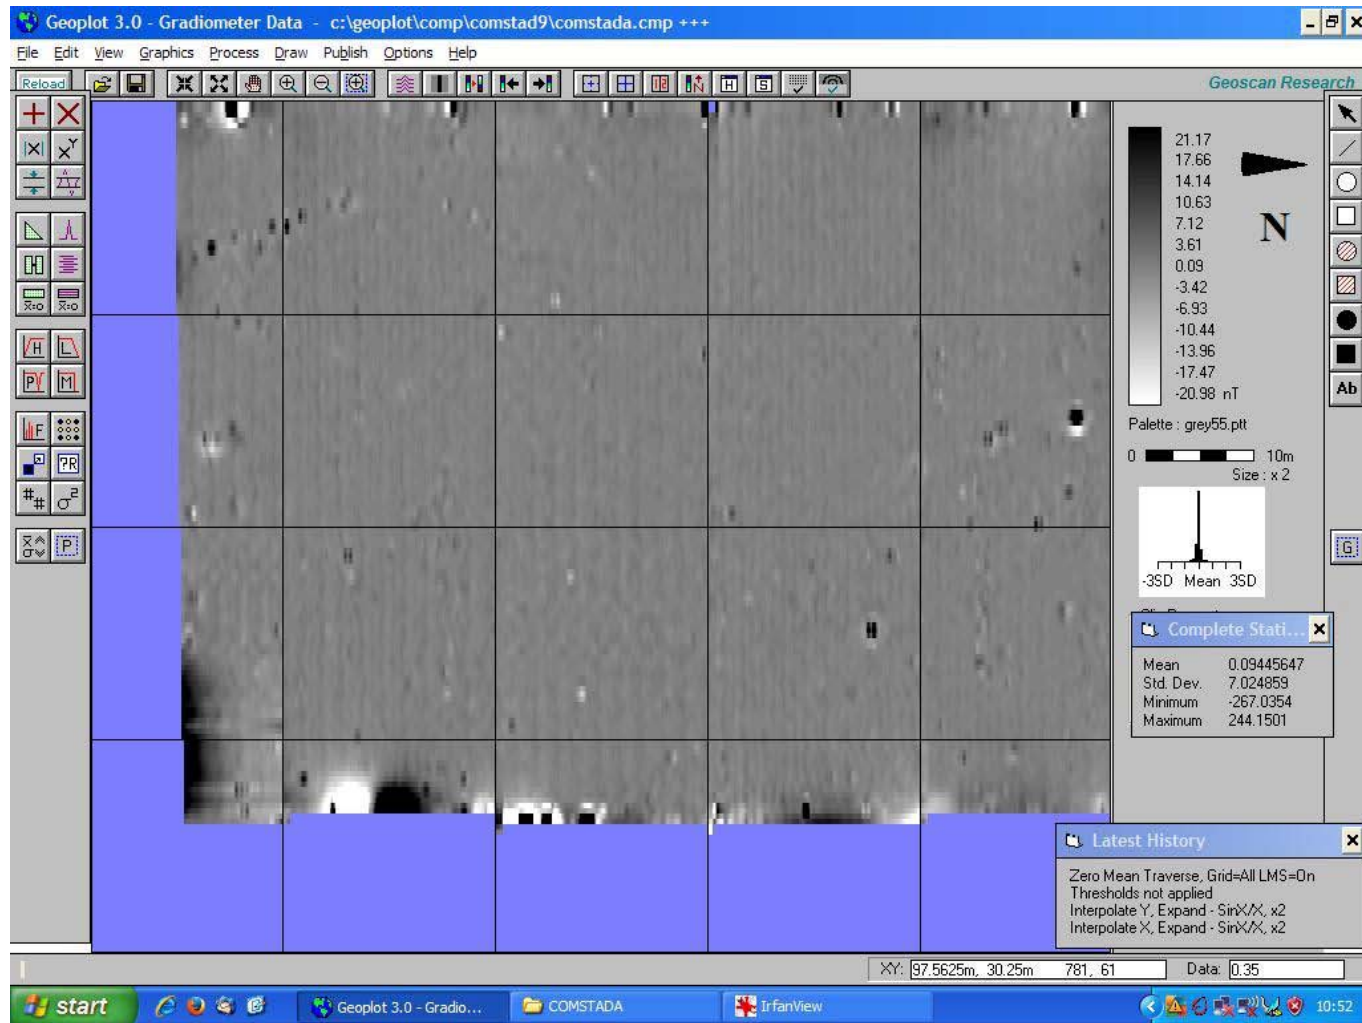 Geoplot 3.0 - Gradiometer Data - c:\geoplot\comp\comstad9\comstada.cmp +++
File Edit View Graphics Process Draw Publish Options Help
Reload
Geoscan Research
21.17
17.66
14.14
10.63
7.12
3.61
0.09
-3.42
-6.93
-10.44
-13.96
-17.47
-20.98 nT
N
Palette : grey55.ptt
0 10m
Size : x 2
-3SD Mean 3SD
Ab
Complete Stati...
Mean 0.09445647
Std. Dev. 7.024859
Minimum -267.0354
Maximum 244.1501
Latest History
Zero Mean Traverse, Grid=All LMS=On
Thresholds not applied
Interpolate Y, Expand - SinX/X, x2
Interpolate X, Expand - SinX/X, x2
XY: 97.5625m, 30.25m 781, 61 Data: 0.35
start Geoplot 3.0 - Gradio... COMSTADA IrfanView 10:52